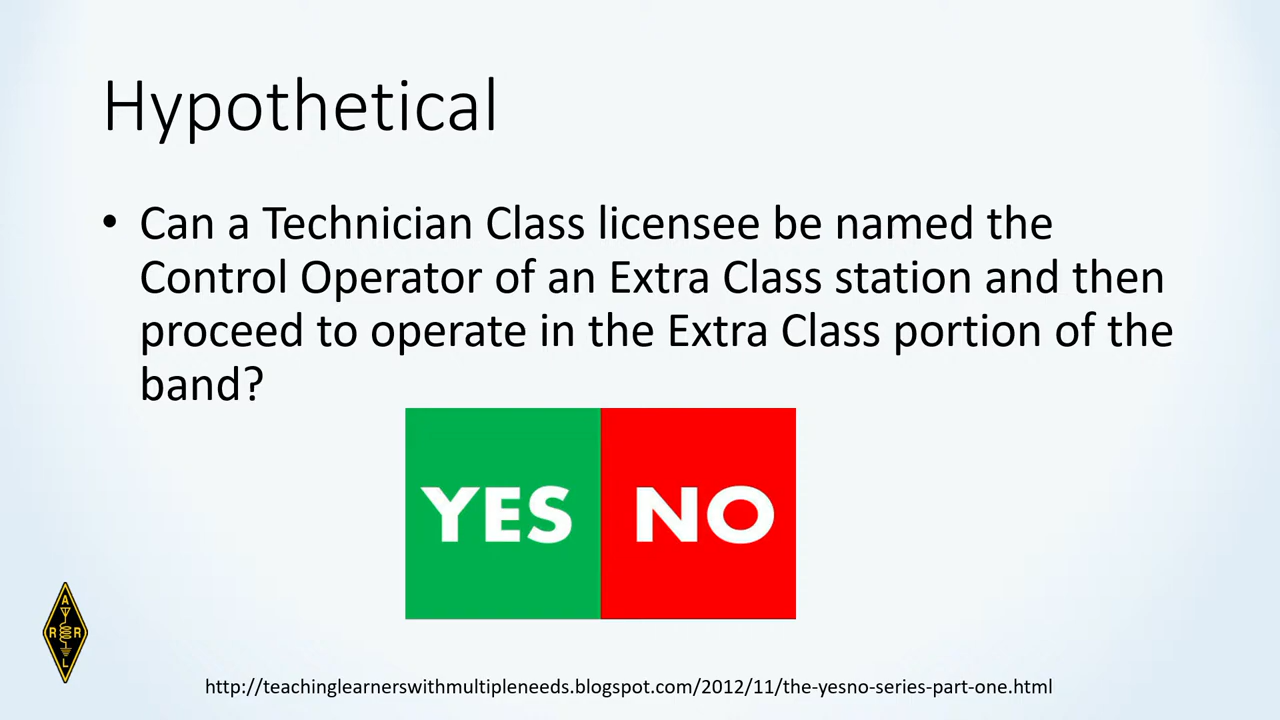 Hypothetical
• Can a Technician Class licensee be named the
Control Operator of an Extra Class station and then
proceed to operate in the Extra Class portion of the
band?
YES NO
A
R R
L
http://teachinglearnerswithmultipleneeds.blogspot.com/2012/11/the-yesno-series-part-one.html